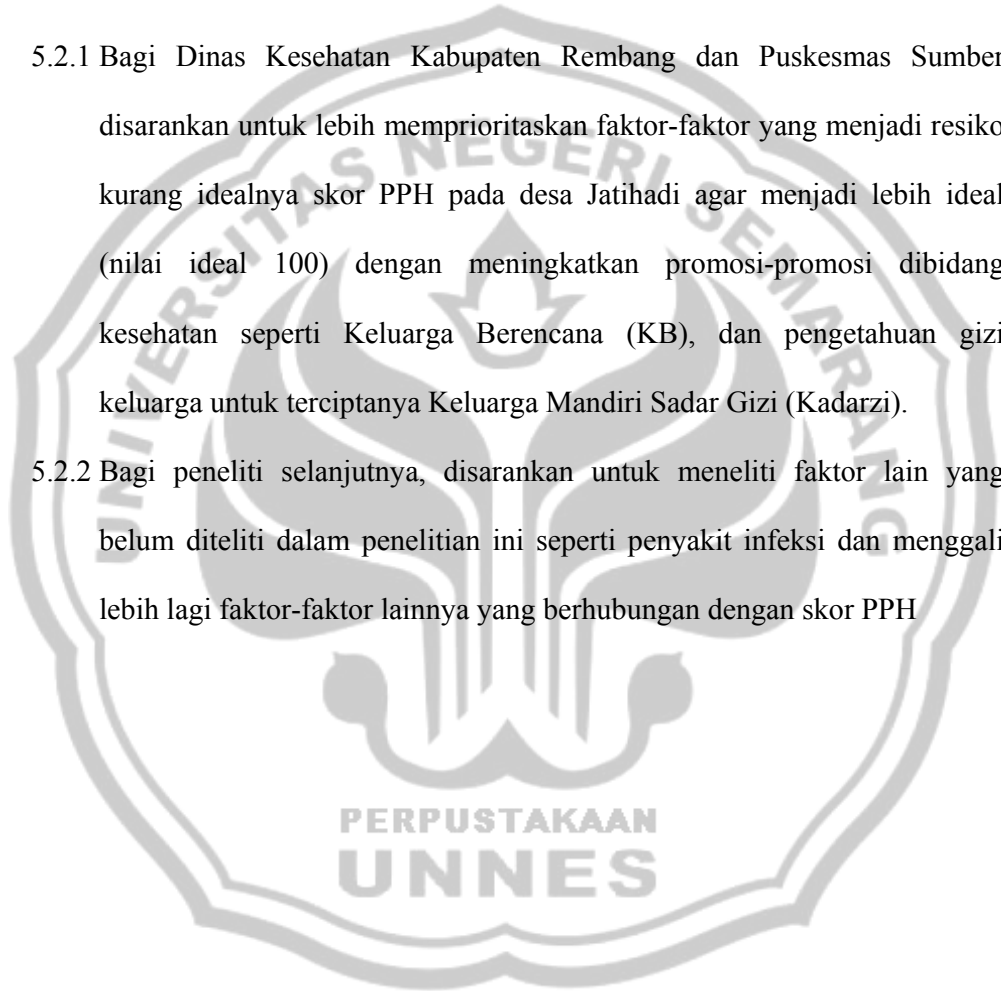 5.2.1 Bagi Dinas Kesehatan Kabupaten Rembang dan Puskesmas Sumber
disarankan untuk lebih memprioritaskan faktor-faktor yang menjadi resiko
kurang idealnya skor PPH pada desa Jatihadi agar menjadi lebih ideal
(nilai ideal 100) dengan meningkatkan promosi-promosi dibidang
kesehatan seperti Keluarga Berencana (KB), dan pengetahuan gizi
keluarga untuk terciptanya Keluarga Mandiri Sadar Gizi (Kadarzi).
5.2.2 Bagi peneliti selanjutnya, disarankan untuk meneliti faktor lain yang
belum diteliti dalam penelitian ini seperti penyakit infeksi dan menggali
lebih lagi faktor-faktor lainnya yang berhubungan dengan skor PPH
UNIVERSITAS NEGERI SEMARANG
PERPUSTAKAAN
UNNES